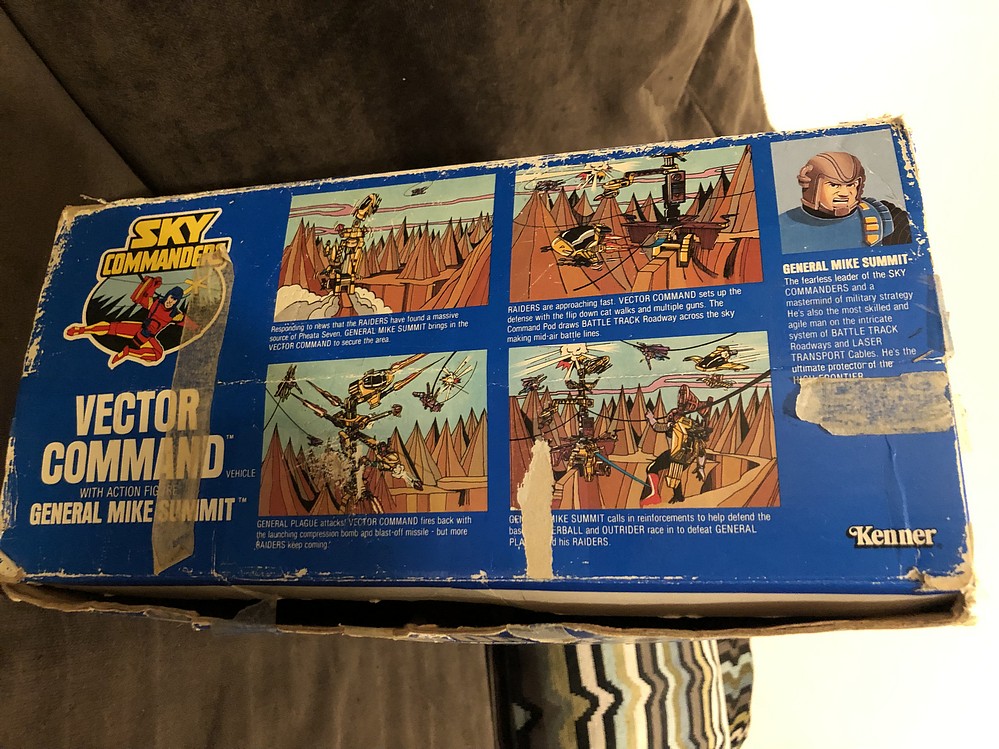 SKY
COMMANDERS
VECTOR
COMMAND™
VEHICLE
WITH ACTION FIGURE
GENERAL MIKE SUMMIT™
Responding to news that the RAIDERS have found a massive
source of Pheata Seven, GENERAL MIKE SUMMIT brings in the
VECTOR COMMAND to secure the area.
RAIDERS are approaching fast. VECTOR COMMAND sets up the
defense with the flip down cat walks and multiple guns. The
Command Pod draws BATTLE TRACK Roadway across the sky
making mid-air battle lines.
GENERAL PLAGUE attacks! VECTOR COMMAND fires back with
the launching compression bomb and blast-off missile - but more
RAIDERS keep coming.
MIKE SUMMIT calls in reinforcements to help defend the
and OUTRIDER race in to defeat GENERAL
his RAIDERS.
GENERAL MIKE SUMMIT-
The fearless leader of the SKY
COMMANDERS and a
mastermind of military strategy
He's also the most skilled and
agile man on the intricate
system of BATTLE TRACK
Roadways and LASER
TRANSPORT Cables. He's the
ultimate protector of the
HIGH FRONTIER
Kenner